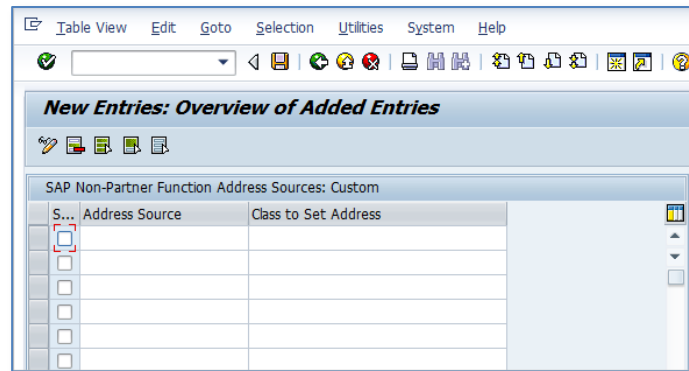 Table View Edit Goto Selection Utilities System Help
New Entries: Overview of Added Entries
SAP Non-Partner Function Address Sources: Custom
S... Address Source Class to Set Address